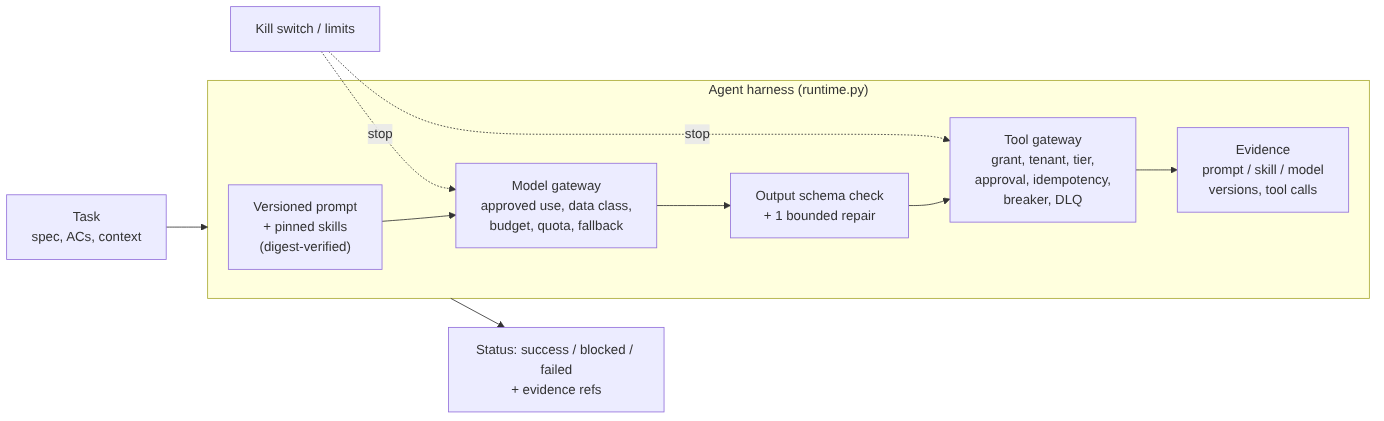 Kill switch / limits
Agent harness (runtime.py)
stop
stop
Task
spec, ACs, context
Versioned prompt
+ pinned skills
(digest-verified)
Model gateway
approved use, data class,
budget, quota, fallback
Output schema check
+ 1 bounded repair
Tool gateway
grant, tenant, tier,
approval, idempotency,
breaker, DLQ
Evidence
prompt / skill / model
versions, tool calls
Status: success / blocked /
failed
+ evidence refs